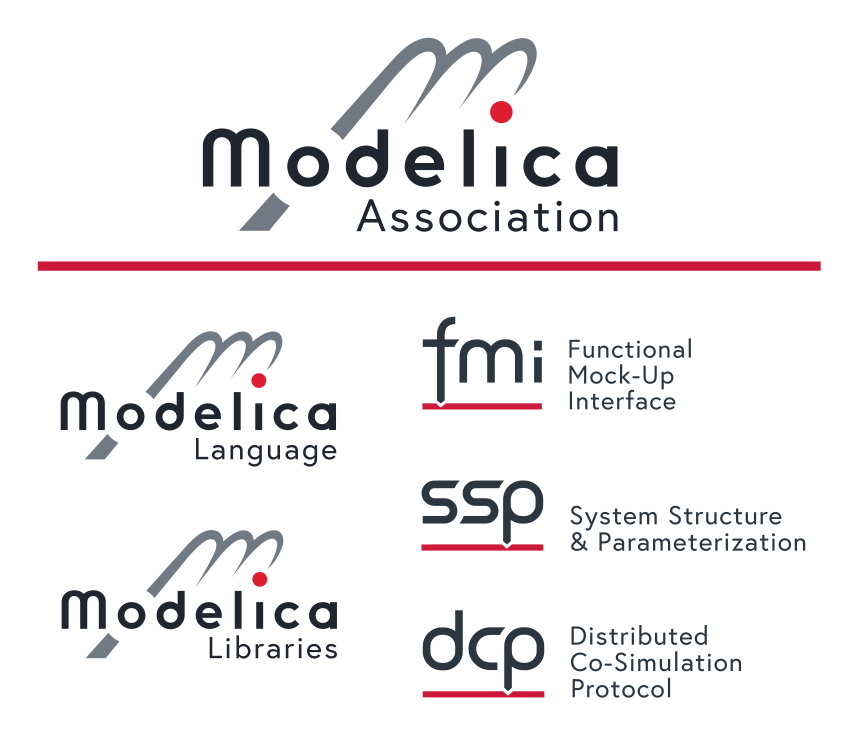 Modelica
Association
Modelica
Language
Modelica
Libraries
fmi
Functional
Mock-Up
Interface
ssp
System Structure
& Parameterization
dcp
Distributed
Co-Simulation
Protocol